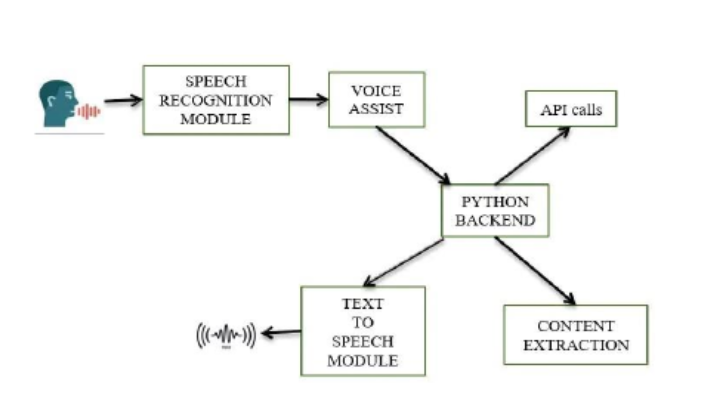 SPEECH
RECOGNITION
MODULE
VOICE
ASSIST
API calls
PYTHON
BACKEND
TEXT
TO
SPEECH
MODULE
CONTENT
EXTRACTION